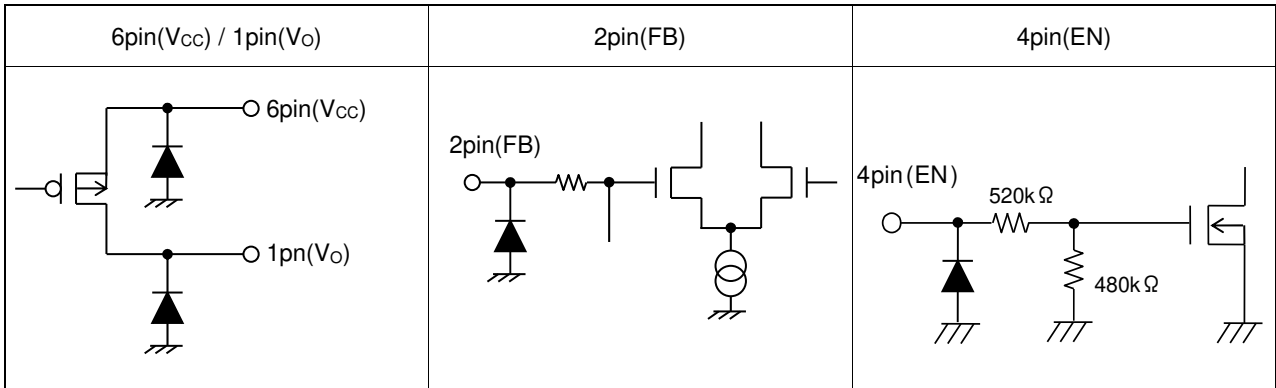 6pin(VCC) / 1pin(VO)
2pin(FB)
4pin(EN)
6pin(VCC)
1pn(VO)
2pin(FB)
4pin(EN)
520kΩ
480kΩ